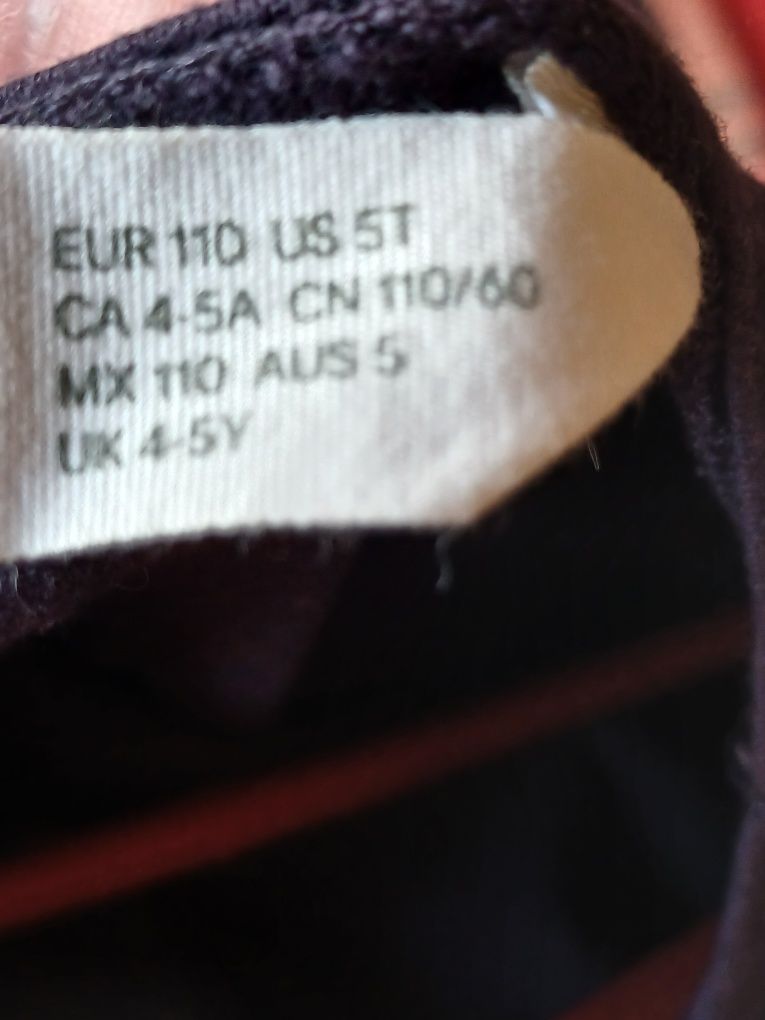 EUR 110 US 5T
CA 4-5A CN 110/60
MX 110 AUS 5
UK 4-5Y